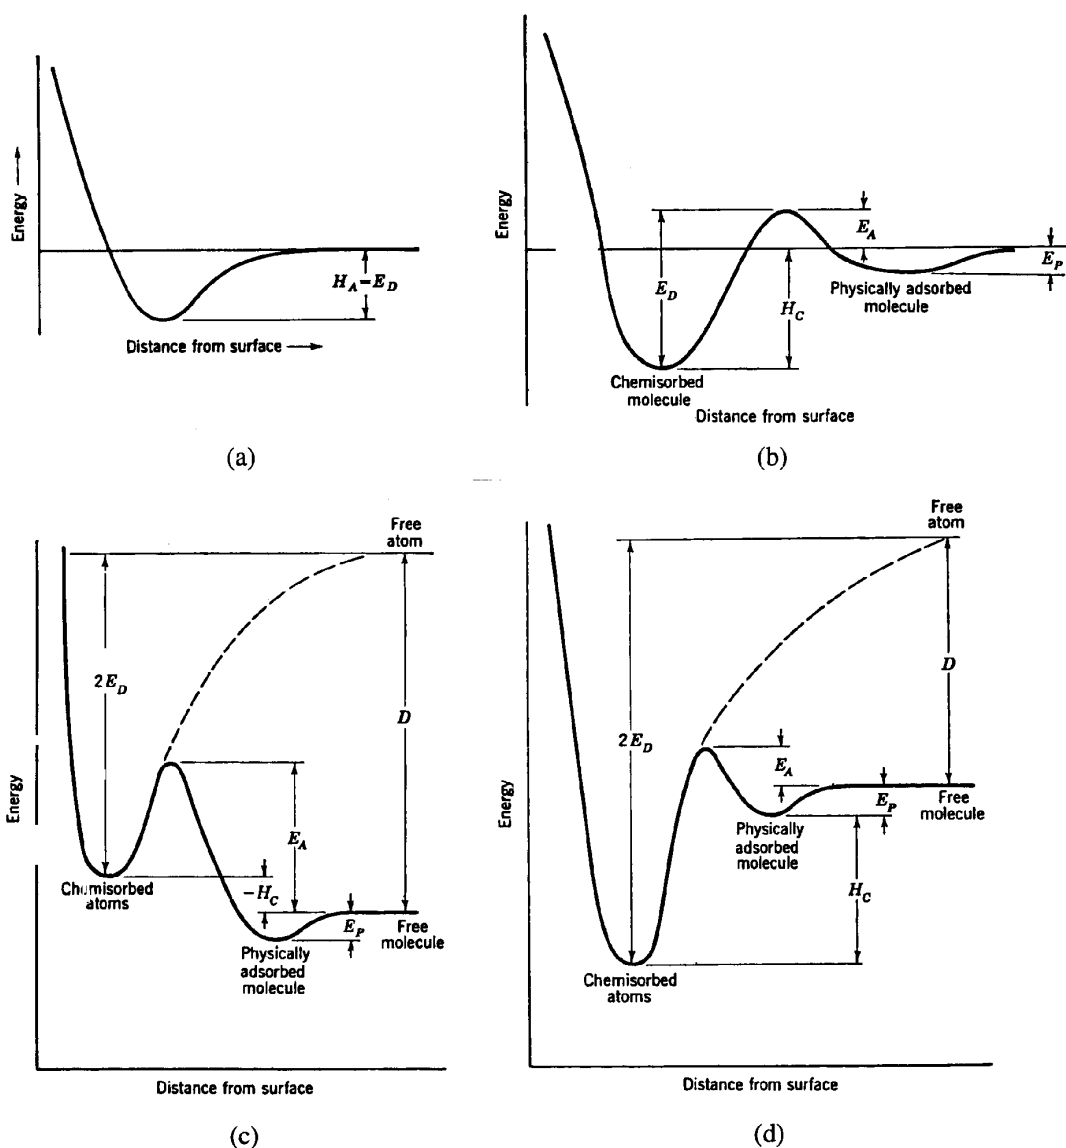 Energy
H_A = E_D
Distance from surface
(a)
Energy
E_D
H_C
E_A
E_P
Physically adsorbed
molecule
Chemisorbed
molecule
Distance from surface
(b)
Free
atom
2E_D
D
Energy
E_A
Chemisorbed
atoms
-H_C
E_P
Free
molecule
Physically
adsorbed
molecule
Distance from surface
(c)
Free
atom
D
2E_D
E_A
Energy
E_P
Free
molecule
Physically
adsorbed
molecule
H_C
Chemisorbed
atoms
Distance from surface
(d)